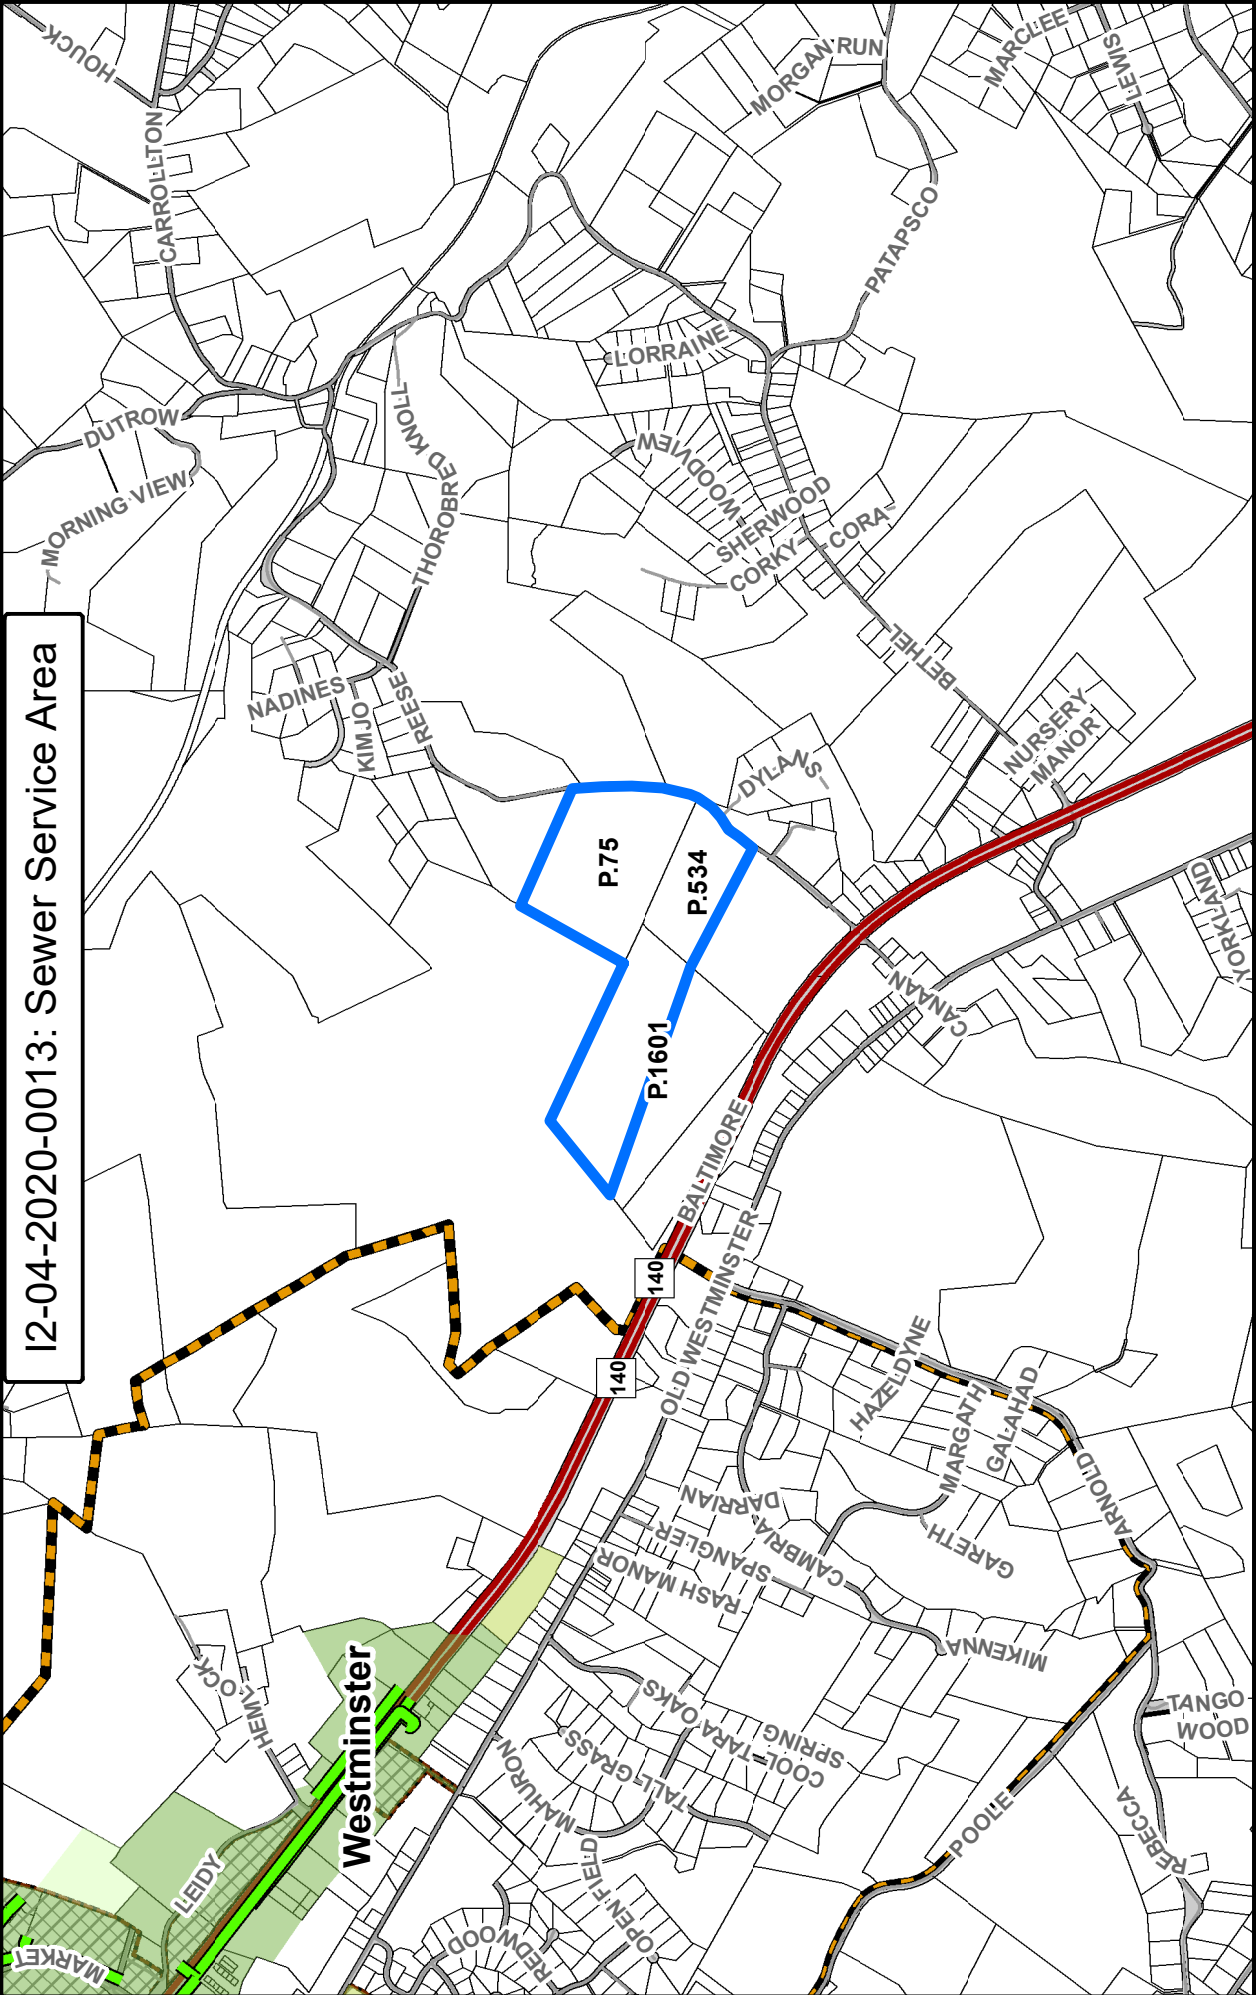 I2-04-2020-0013: Sewer Service Area
HOUCK
CARROLLTON
DUTROW
MORNING VIEW
THOROBRED KNOLL
NADINES
KIMJO
REESE
LORRAINE
WOODVIEW
SHERWOOD
CORKY
CORA
BETHEL
PATAPSCO
MORGAN RUN
MARCLEE
LEWIS
DYLANS
NURSERY
MANOR
YORKLAND
CANAAN
P.75
P.534
P.1601
BALTIMORE
140
140
OLD WESTMINSTER
HAZELDYNE
MARGATH
GALAHAD
ARNOLD
GARETH
DARRIAN
CAMBRIA
SPANGLER
RASH MANOR
MIKENNA
TARA OAKS
COOL
SPRING
TALL GRASS
MAHURON
OPEN FIELD
REDWOOD
POOLE
REBECCA
TANGO
WOOD
HEMLOCK
Westminster
LEIDY
MARKET